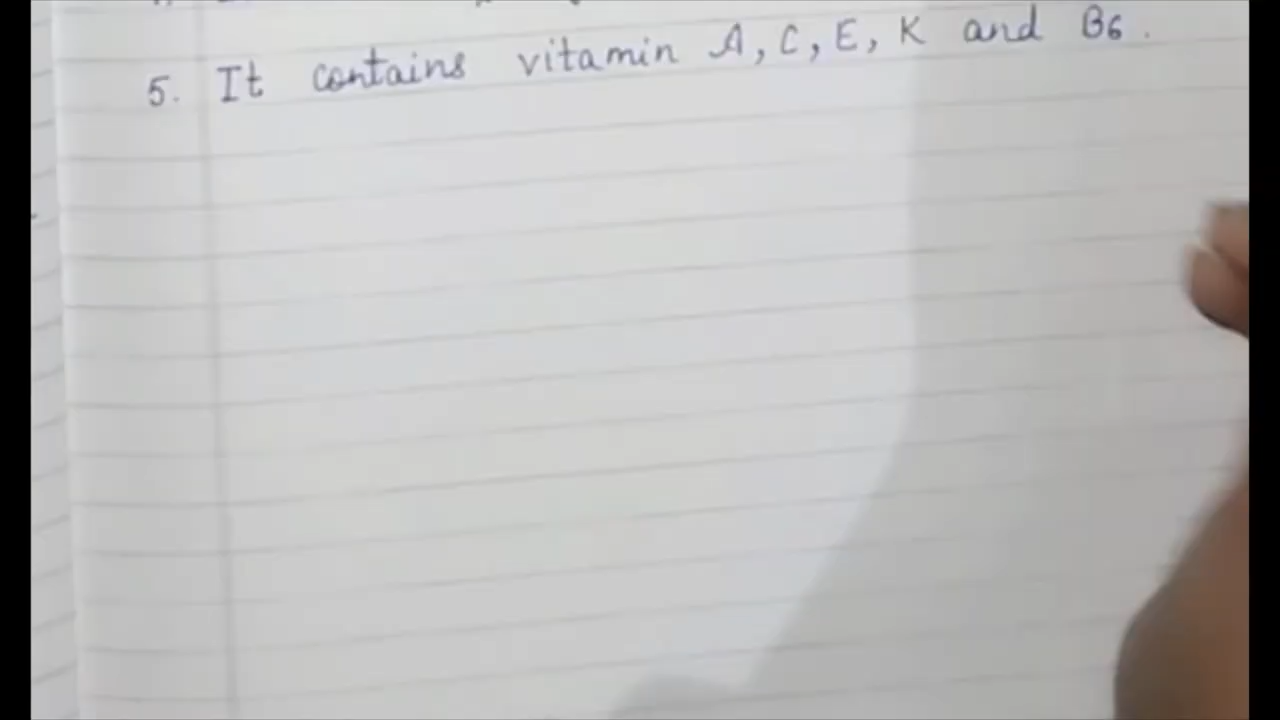 5. It contains vitamin A, C, E, K and B6.